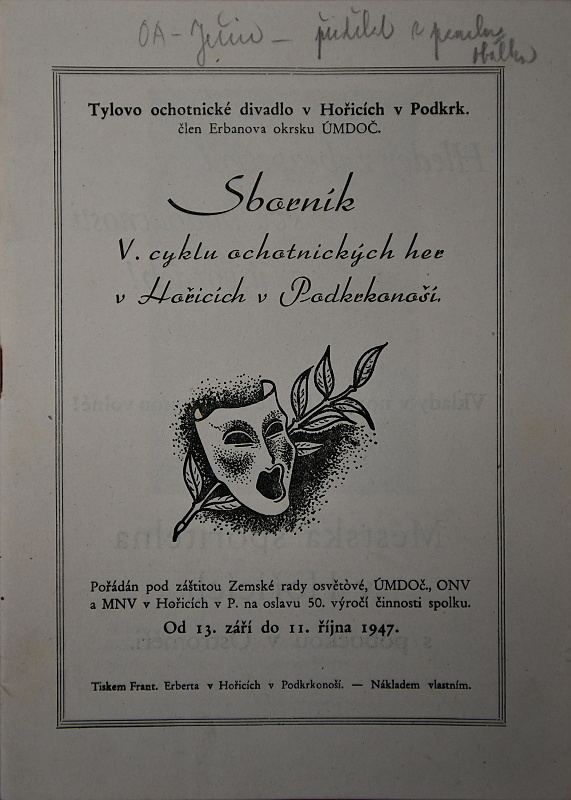 OA - Jičín -
Tylovo ochotnické divadlo v Hořicích v Podkrk.
člen Erbanova okrsku ÚMDOČ.
Sborník
V. cyklu ochotnických her
v Hořicích v Podkrkonoší.
Pořádán pod záštitou Zemské rady osvětòvé, ÚMDOč., ONV
a MNV v Hořicích v P. na oslavu 50. výročí činnosti spolku.
Od 13. září do 11. října 1947.
Tiskem Frant. Erberta v Hořicích v Podkrkonoší. — Nákladem vlastním.